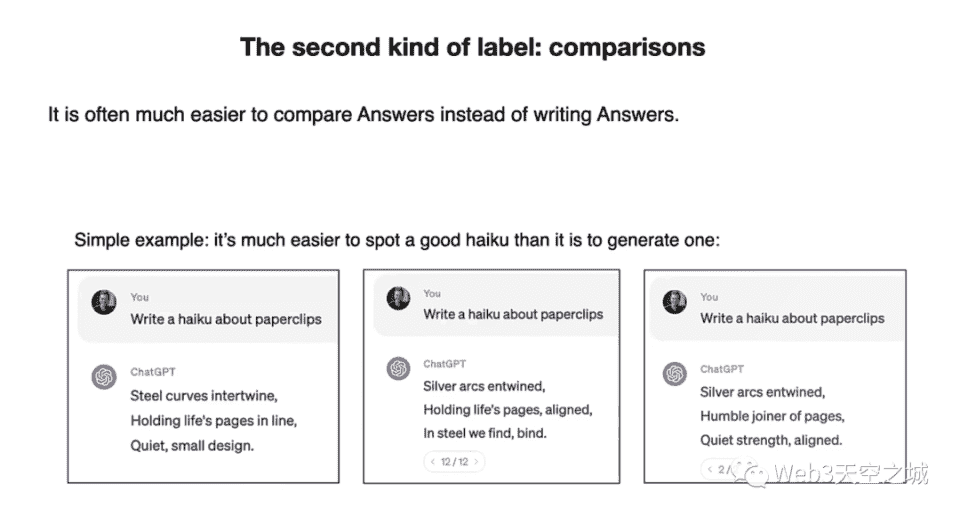 The second kind of label: comparisons
It is often much easier to compare Answers instead of writing Answers.
Simple example: it's much easier to spot a good haiku than it is to generate one:
You
Write a haiku about paperclips
ChatGPT
Steel curves intertwine,
Holding life's pages in line,
Quiet, small design.
You
Write a haiku about paperclips
ChatGPT
Silver arcs entwined,
Holding life's pages, aligned,
In steel we find, bind.
< 12 / 12 >
You
Write a haiku about paperclips
ChatGPT
Silver arcs entwined,
Humble joiner of pages,
Quiet strength, aligned.
< 2 /
Web3天空之城